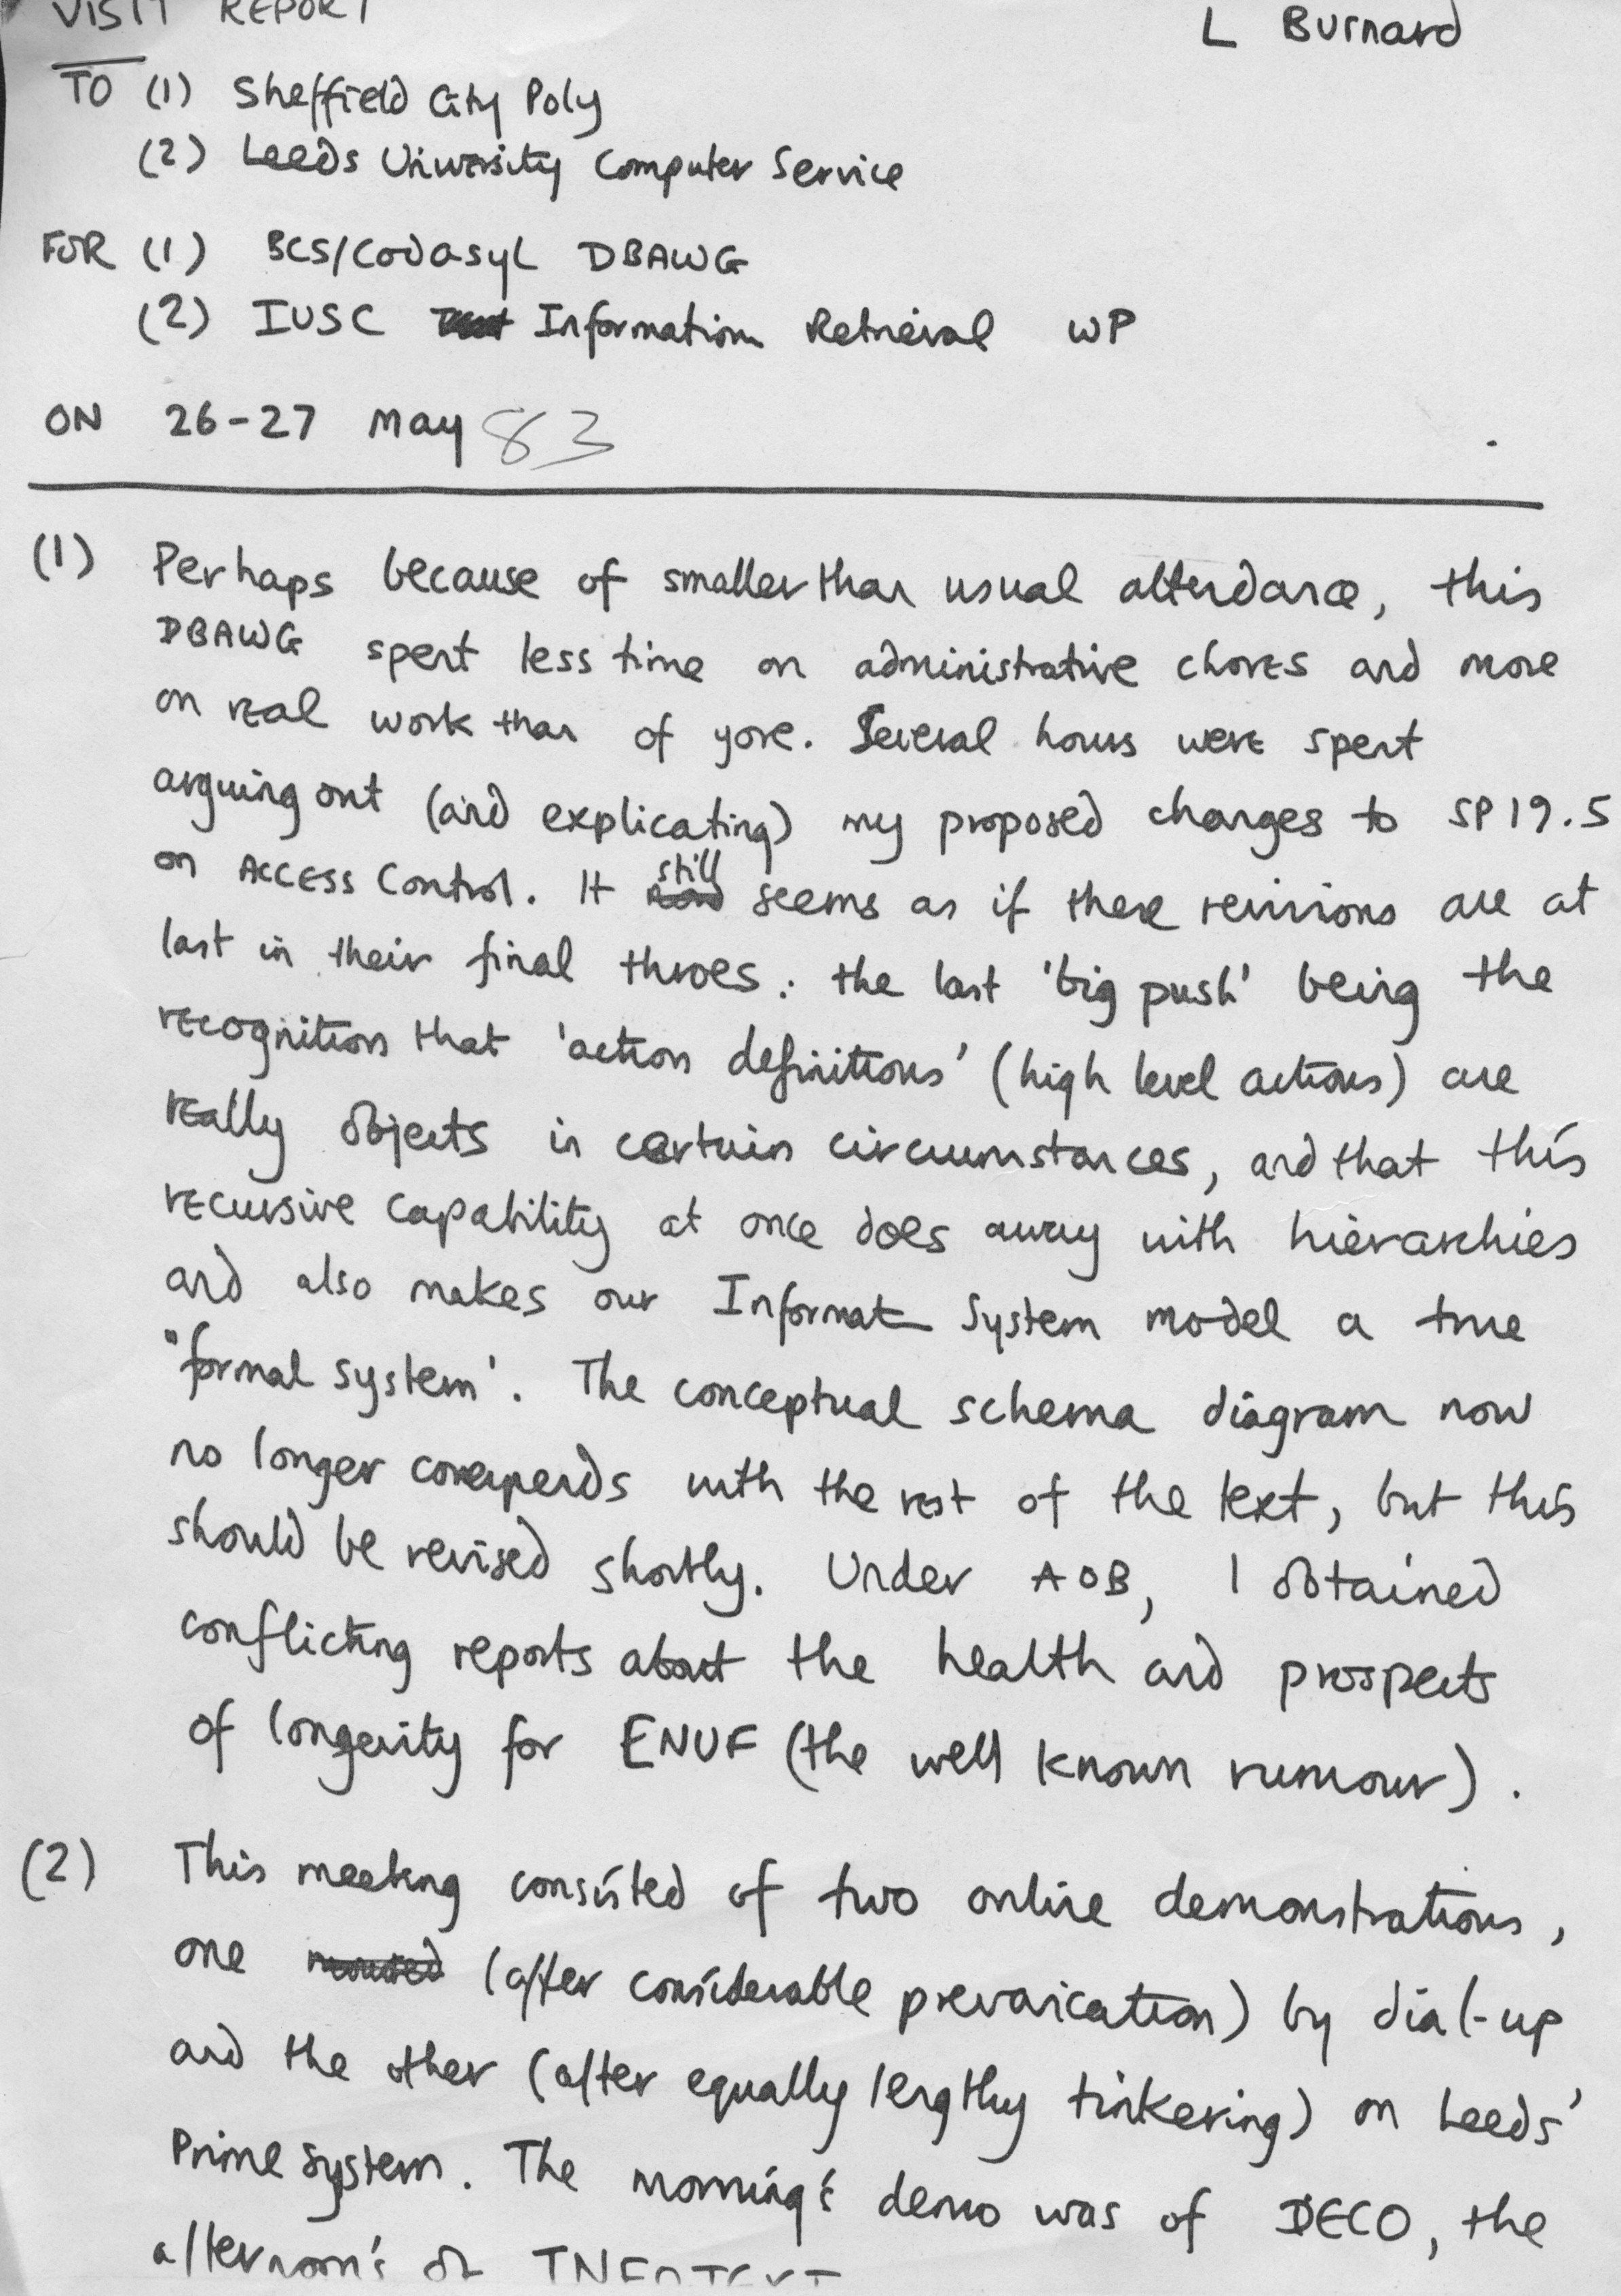 VISIT REPORT
L Burnard
TO (1) Sheffield City Poly
(2) Leeds University Computer Service
FOR (1) BCS/Codasyl DBAWG
(2) IUSC Information Retrieval WP
ON 26-27 May 83
(1) Perhaps because of smaller than usual attendance, this
DBAWG spent less time on administrative chores and more
on real work than of yore. Several hours were spent
arguing out (and explicating) my proposed changes to SP19.5
on Access Control. It still seems as if these revisions are at
last in their final throes: the last 'big push' being the
recognition that 'action definitions' (high level actions) are
really objects in certain circumstances, and that this
recursive capability at once does away with hierarchies
and also makes our Informat System model a true
'formal system'. The conceptual schema diagram now
no longer corresponds with the rest of the text, but this
should be revised shortly. Under AOB, I obtained
conflicting reports about the health and prospects
of longevity for ENUF (the well known rumour).
(2) This meeting consisted of two online demonstrations,
one (after considerable prevarication) by dial-up
and the other (after equally lengthy tinkering) on Leeds'
Prime System. The morning's demo was of DECO, the
afternoon's of INFOTEXT